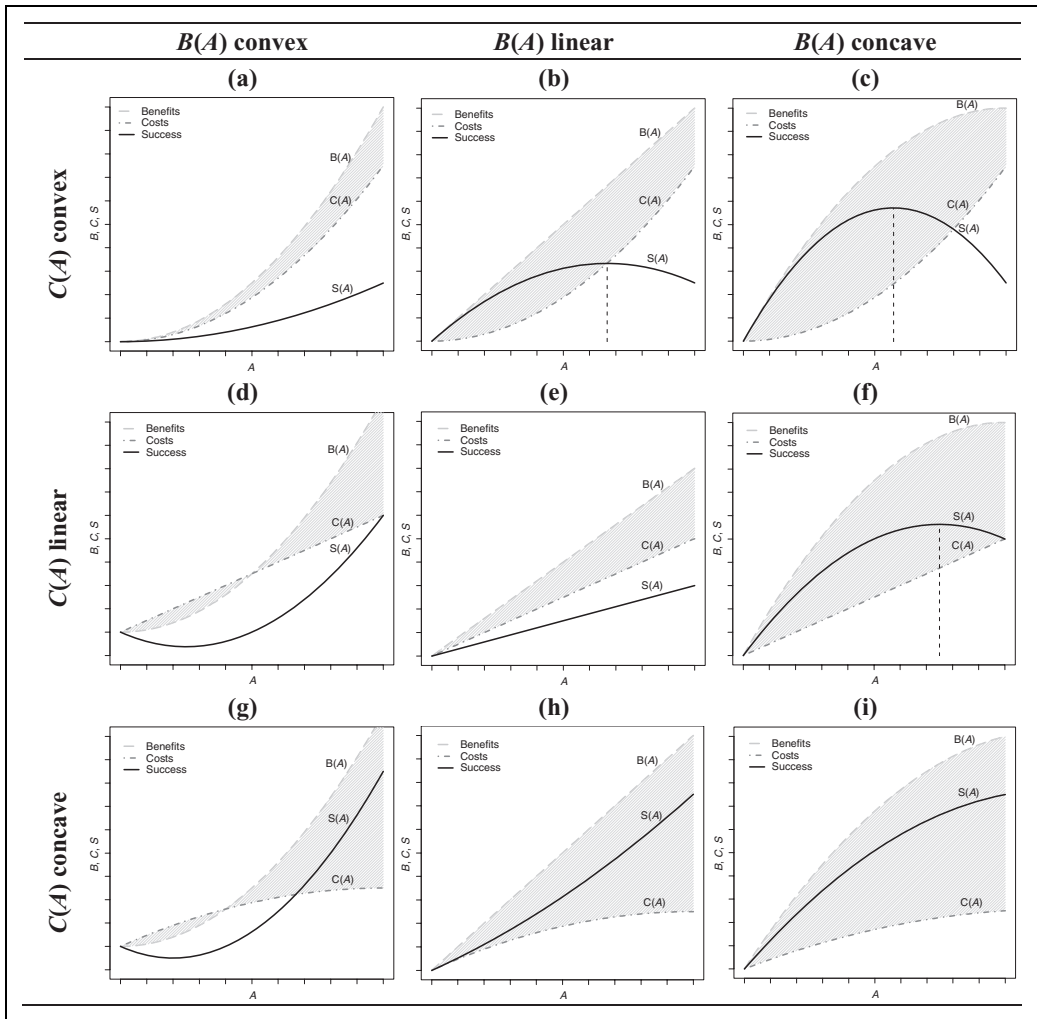 B(A) convex B(A) linear B(A) concave
C(A) convex
(a)
Benefits
Costs
Success
B(A)
C(A)
S(A)
B, C, S
A
(b)
Benefits
Costs
Success
B(A)
C(A)
S(A)
B, C, S
A
(c)
Benefits
Costs
Success
B(A)
C(A)
S(A)
B, C, S
A
C(A) linear
(d)
Benefits
Costs
Success
B(A)
C(A)
S(A)
B, C, S
A
(e)
Benefits
Costs
Success
B(A)
C(A)
S(A)
B, C, S
A
(f)
Benefits
Costs
Success
B(A)
S(A)
C(A)
B, C, S
A
C(A) concave
(g)
Benefits
Costs
Success
B(A)
S(A)
C(A)
B, C, S
A
(h)
Benefits
Costs
Success
B(A)
S(A)
C(A)
B, C, S
A
(i)
Benefits
Costs
Success
B(A)
S(A)
C(A)
B, C, S
A